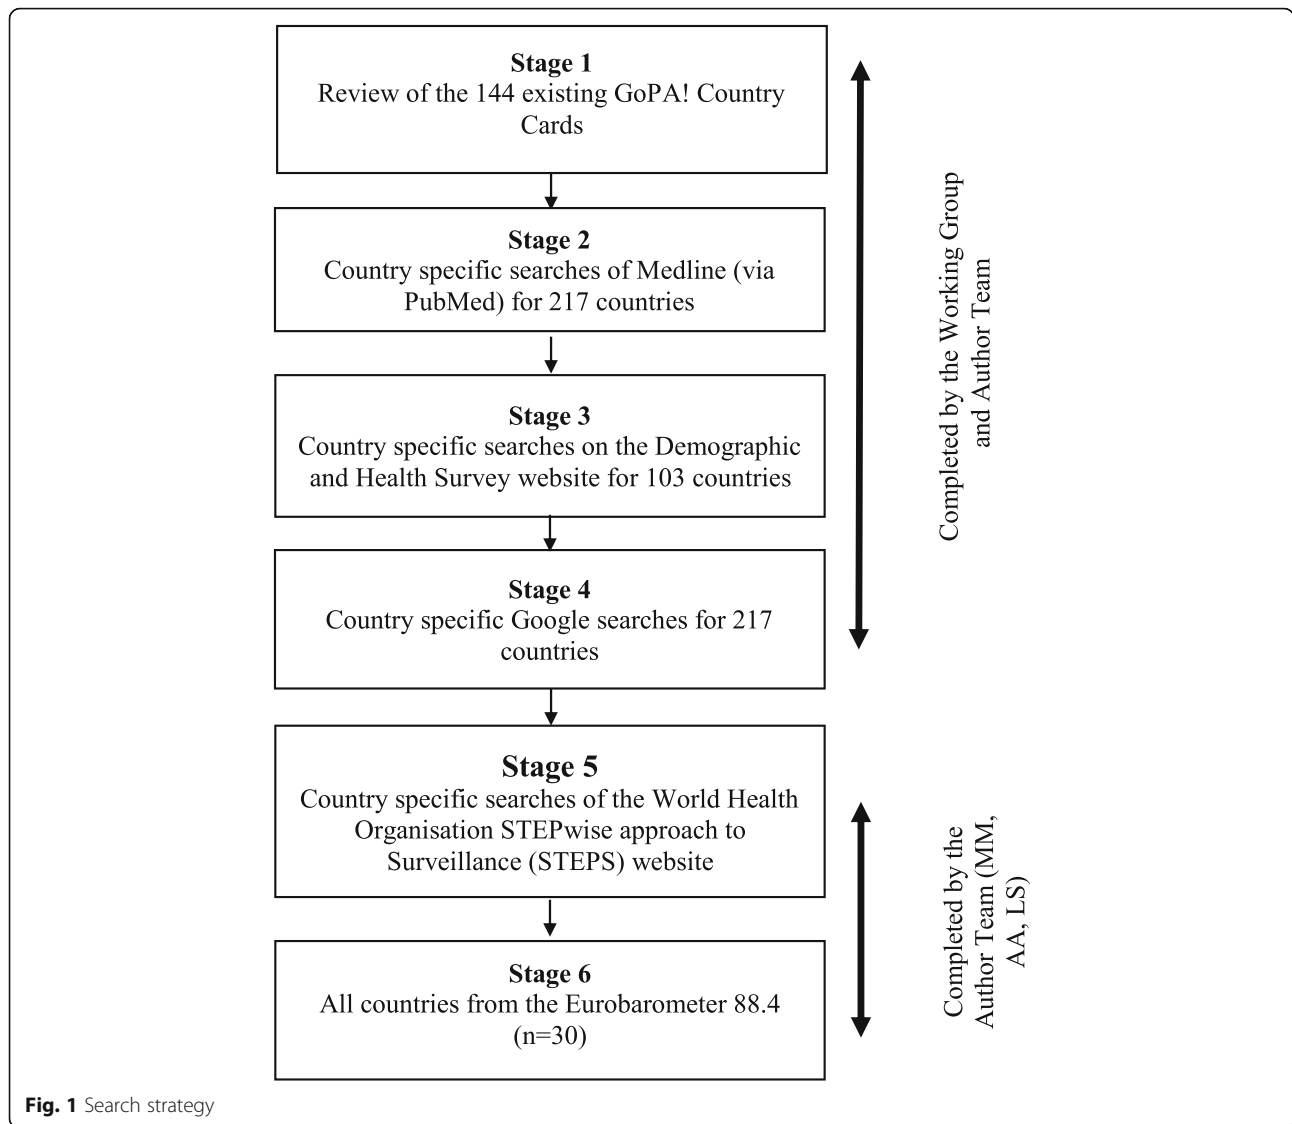 Stage 1
Review of the 144 existing GoPA! Country
Cards
Stage 2
Country specific searches of Medline (via
PubMed) for 217 countries
Stage 3
Country specific searches on the Demographic
and Health Survey website for 103 countries
Stage 4
Country specific Google searches for 217
countries
Completed by the Working Group
and Author Team
Stage 5
Country specific searches of the World Health
Organisation STEPwise approach to
Surveillance (STEPS) website
Stage 6
All countries from the Eurobarometer 88.4
(n=30)
Completed by the
Author Team (MM,
AA, LS)
Fig. 1 Search strategy